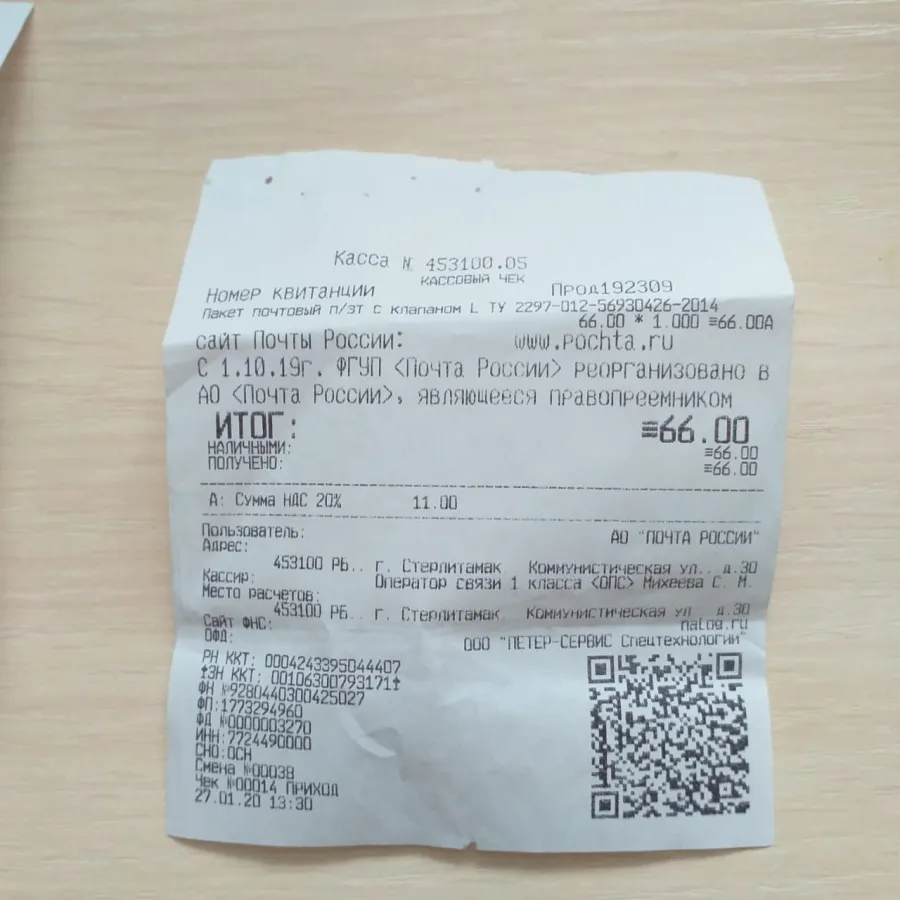 Касса № 453100.05
КАССОВЫЙ ЧЕК
Номер квитанции Прод192309
Пакет почтовый п/эт с клапаном L ТУ 2297-012-56930426-2014
66.00 * 1.000 ≡66.00А
сайт Почты России: www.pochta.ru
С 1.10.19г. ФГУП <Почта России> реорганизовано в
АО <Почта России>, являющееся правопреемником
ИТОГ: ≡66.00
НАЛИЧНЫМИ: ≡66.00
ПОЛУЧЕНО: ≡66.00
А: Сумма НДС 20% 11.00
Пользователь: АО "ПОЧТА РОССИИ"
Адрес:
453100 РБ.. г. Стерлитамак Коммунистическая ул.. д.30
Кассир: Оператор связи 1 класса <ОПС> Михеева С. М.
Место расчетов:
453100 РБ.. г. Стерлитамак Коммунистическая ул д.30
Сайт ФНС: nalog.ru
ОФД: ООО "ПЕТЕР-СЕРВИС Спецтехнологии"
РН ККТ: 0004243395044407
‡ЗН ККТ: 00106300793171‡
ФН №9280440300425027
ФП:1773294960
ФД №0000003270
ИНН:7724490000
СНО:ОСН
Смена №00038
Чек №00014 ПРИХОД
27.01.20 13:30